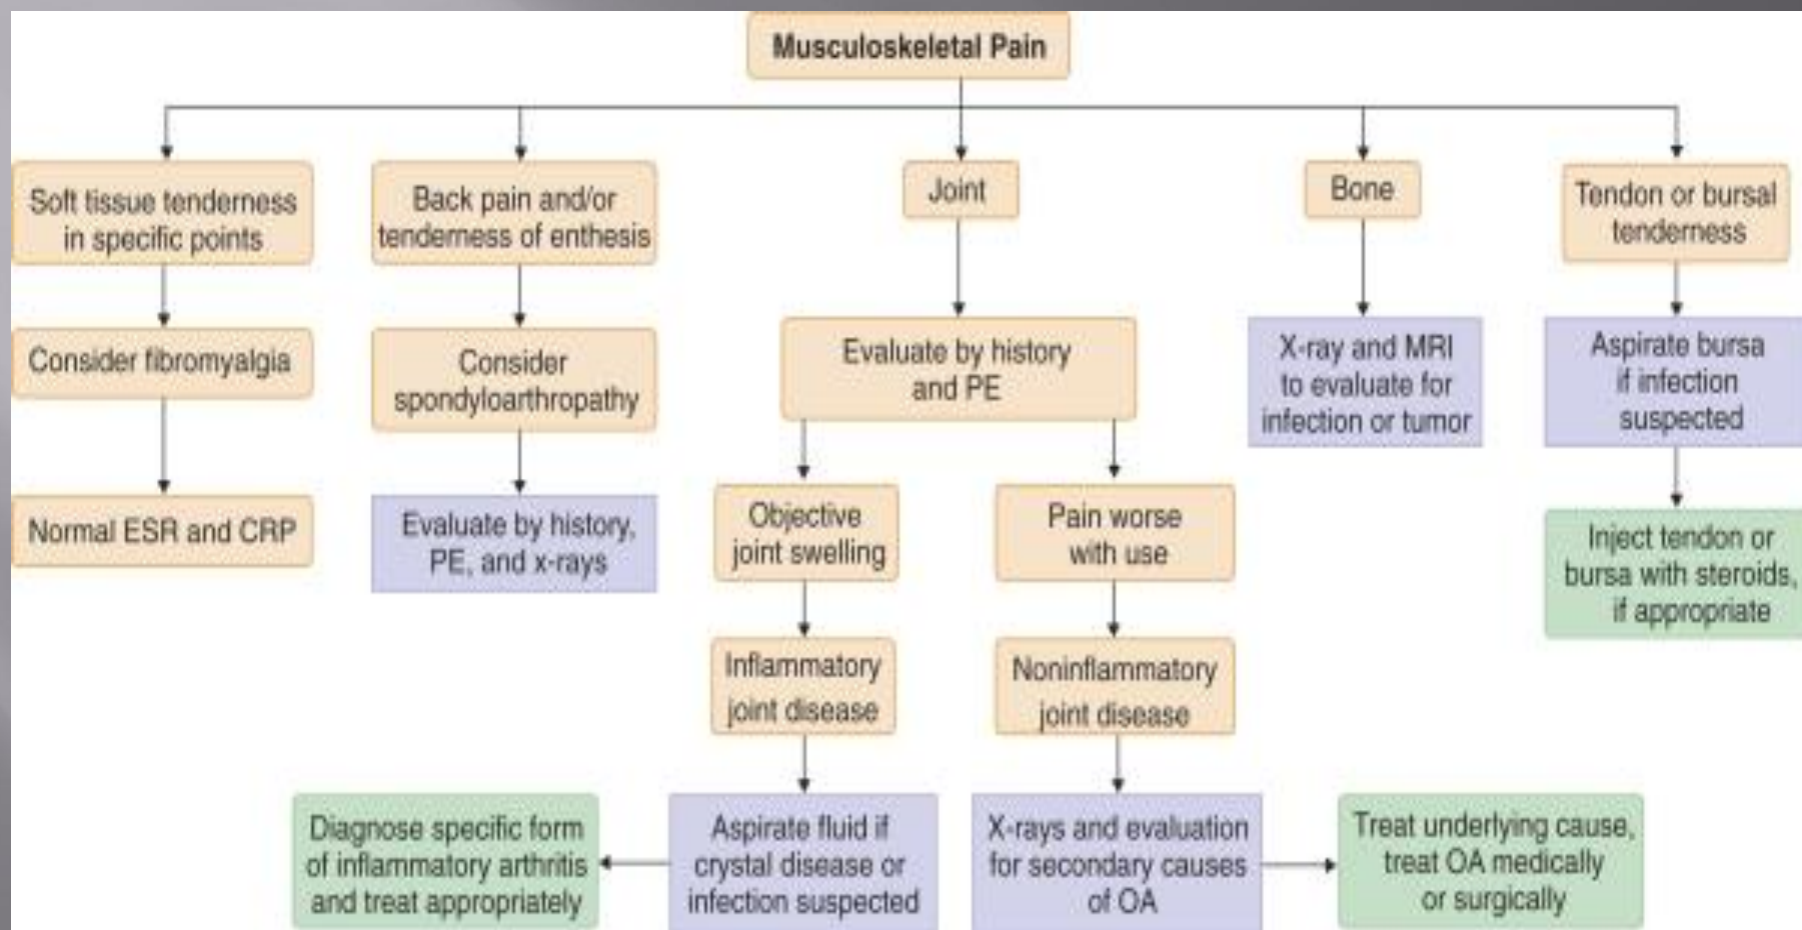 Musculoskeletal Pain
Soft tissue tenderness
in specific points
Back pain and/or
tenderness of enthesis
Joint
Bone
Tendon or bursal
tenderness
Consider fibromyalgia
Consider
spondyloarthropathy
Evaluate by history
and PE
X-ray and MRI
to evaluate for
infection or tumor
Aspirate bursa
if infection
suspected
Normal ESR and CRP
Evaluate by history,
PE, and x-rays
Objective
joint swelling
Pain worse
with use
Inject tendon or
bursa with steroids,
if appropriate
Inflammatory
joint disease
Noninflammatory
joint disease
Diagnose specific form
of inflammatory arthritis
and treat appropriately
Aspirate fluid if
crystal disease or
infection suspected
X-rays and evaluation
for secondary causes
of OA
Treat underlying cause,
treat OA medically
or surgically